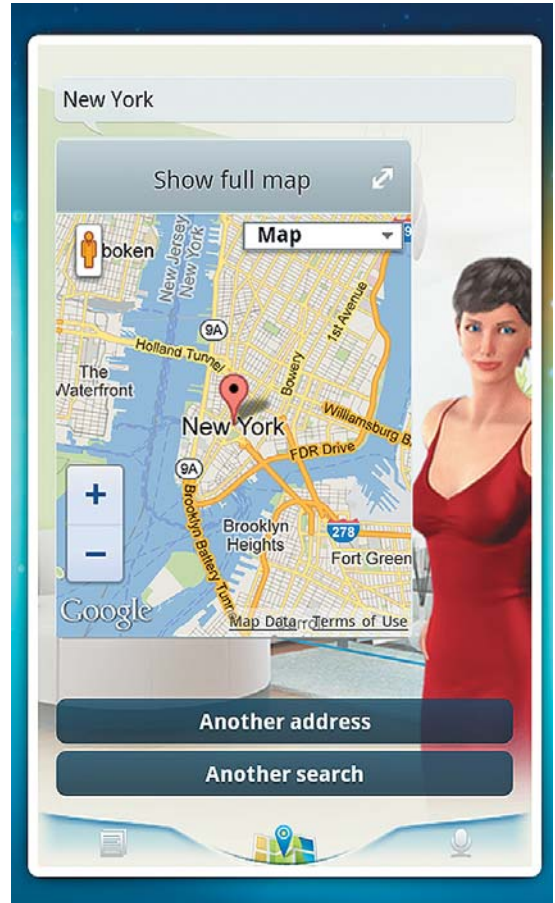 New York
Show full map
Map
boken
New Jersey
New York
9A
1st Avenue
Holland Tunnel
The
Waterfront
Bowery
New York
Williamsburg B
FDR Drive
9A
+
Brooklyn
Heights
278
Brooklyn Battery Tunn
−
Fort Green
Google
Map Data
Terms of Use
Another address
Another search